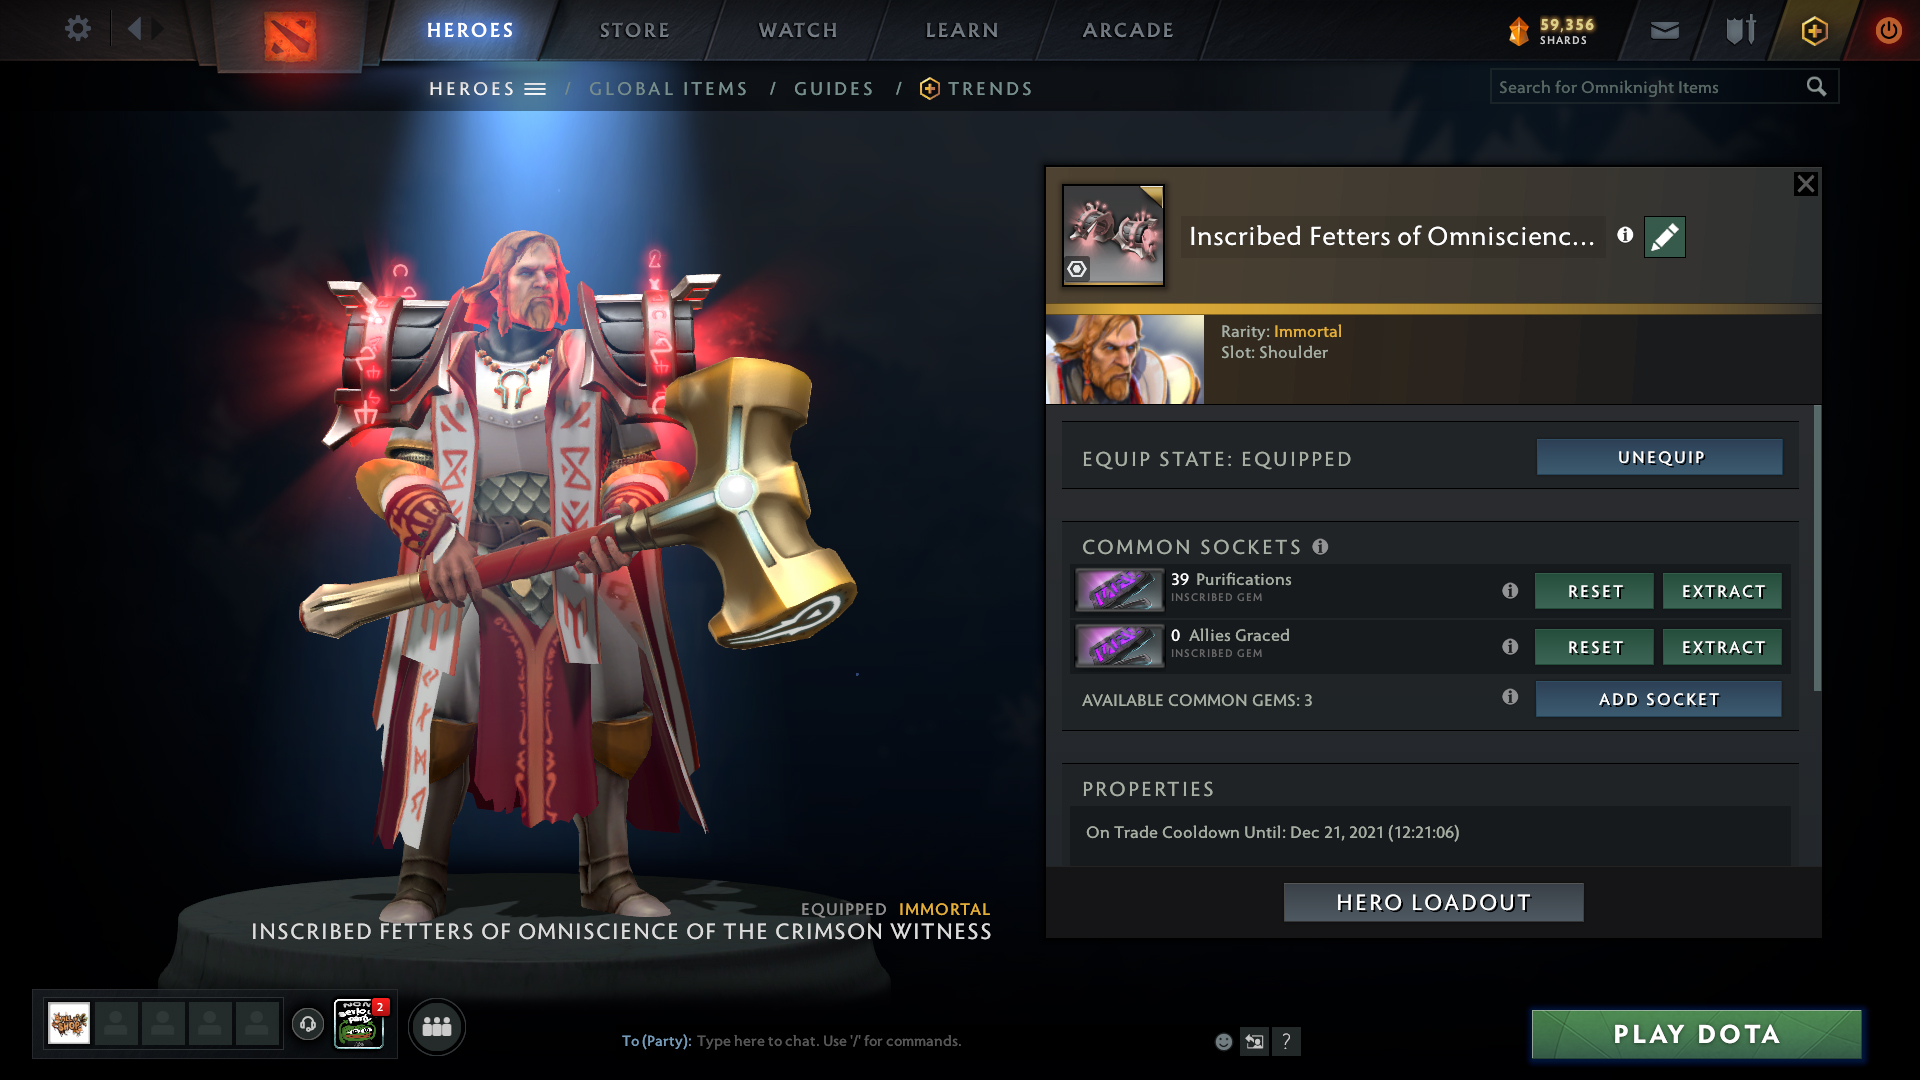 HEROES
STORE
WATCH
LEARN
ARCADE
59,356
SHARDS
HEROES / GLOBAL ITEMS / GUIDES / TRENDS
Search for Omniknight Items
Inscribed Fetters of Omniscienc...
Rarity: Immortal
Slot: Shoulder
EQUIP STATE: EQUIPPED
UNEQUIP
COMMON SOCKETS
39 Purifications
INSCRIBED GEM
RESET
EXTRACT
0 Allies Graced
INSCRIBED GEM
RESET
EXTRACT
AVAILABLE COMMON GEMS: 3
ADD SOCKET
PROPERTIES
On Trade Cooldown Until: Dec 21, 2021 (12:21:06)
HERO LOADOUT
EQUIPPED IMMORTAL
INSCRIBED FETTERS OF OMNISCIENCE OF THE CRIMSON WITNESS
2
To (Party): Type here to chat. Use '/' for commands.
?
PLAY DOTA